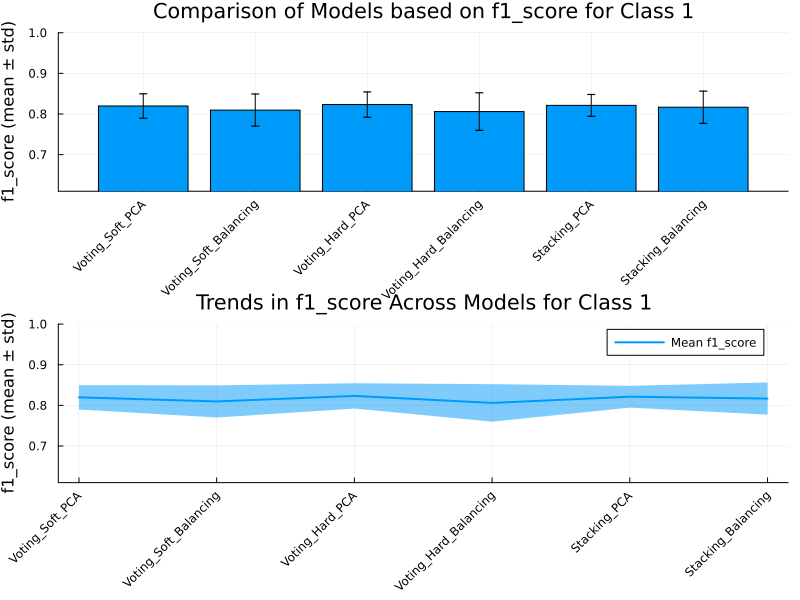 Comparison of Models based on f1_score for Class 1
f1_score (mean ± std)
1.0
0.9
0.8
0.7
Voting_Soft_PCA
Voting_Soft_Balancing
Voting_Hard_PCA
Voting_Hard_Balancing
Stacking_PCA
Stacking_Balancing
Trends in f1_score Across Models for Class 1
f1_score (mean ± std)
1.0
0.9
0.8
0.7
Mean f1_score
Voting_Soft_PCA
Voting_Soft_Balancing
Voting_Hard_PCA
Voting_Hard_Balancing
Stacking_PCA
Stacking_Balancing